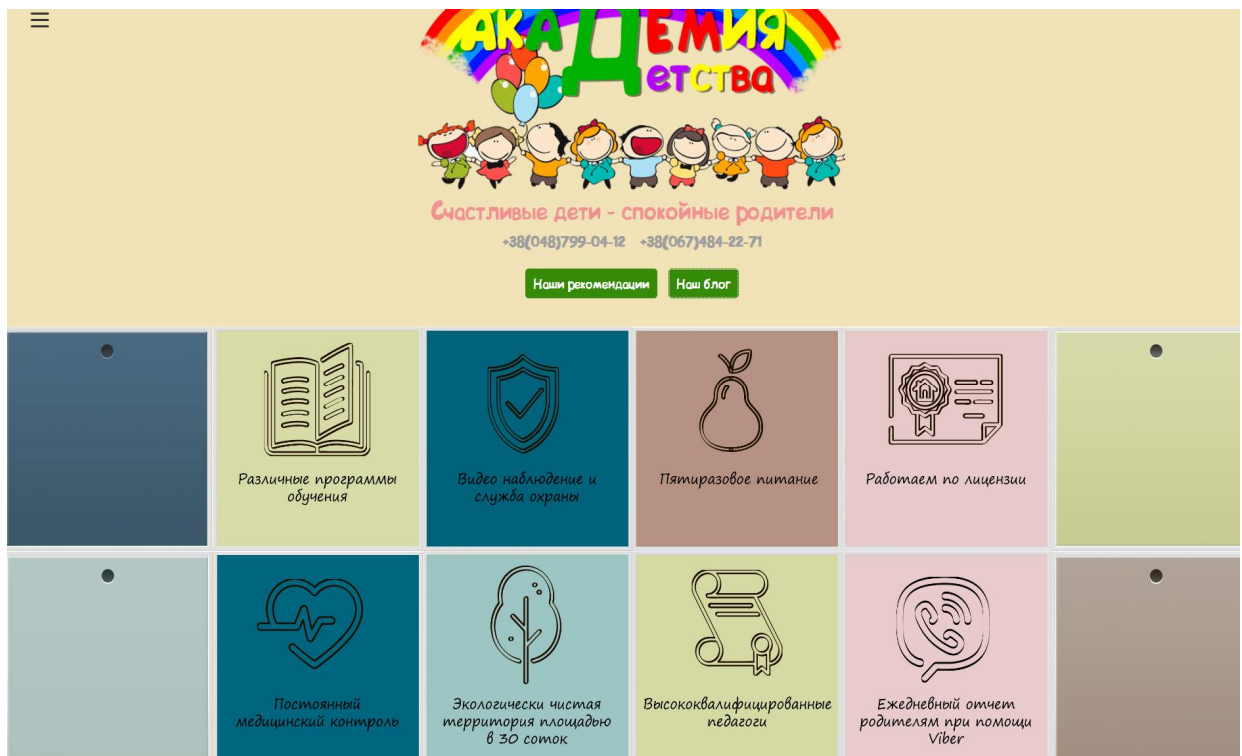 АКАДЕМИЯ
Детства
Счастливые дети - спокойные родители
+38(048)799-04-12 +38(067)484-22-71
Наши рекомендации Наш блог
Различные программы
обучения
Видео наблюдение и
служба охраны
Пятиразовое питание
Работаем по лицензии
Постоянный
медицинский контроль
Экологически чистая
территория площадью
в 30 соток
Высококвалифицированные
педагоги
Ежедневный отчет
родителям при помощи
Viber